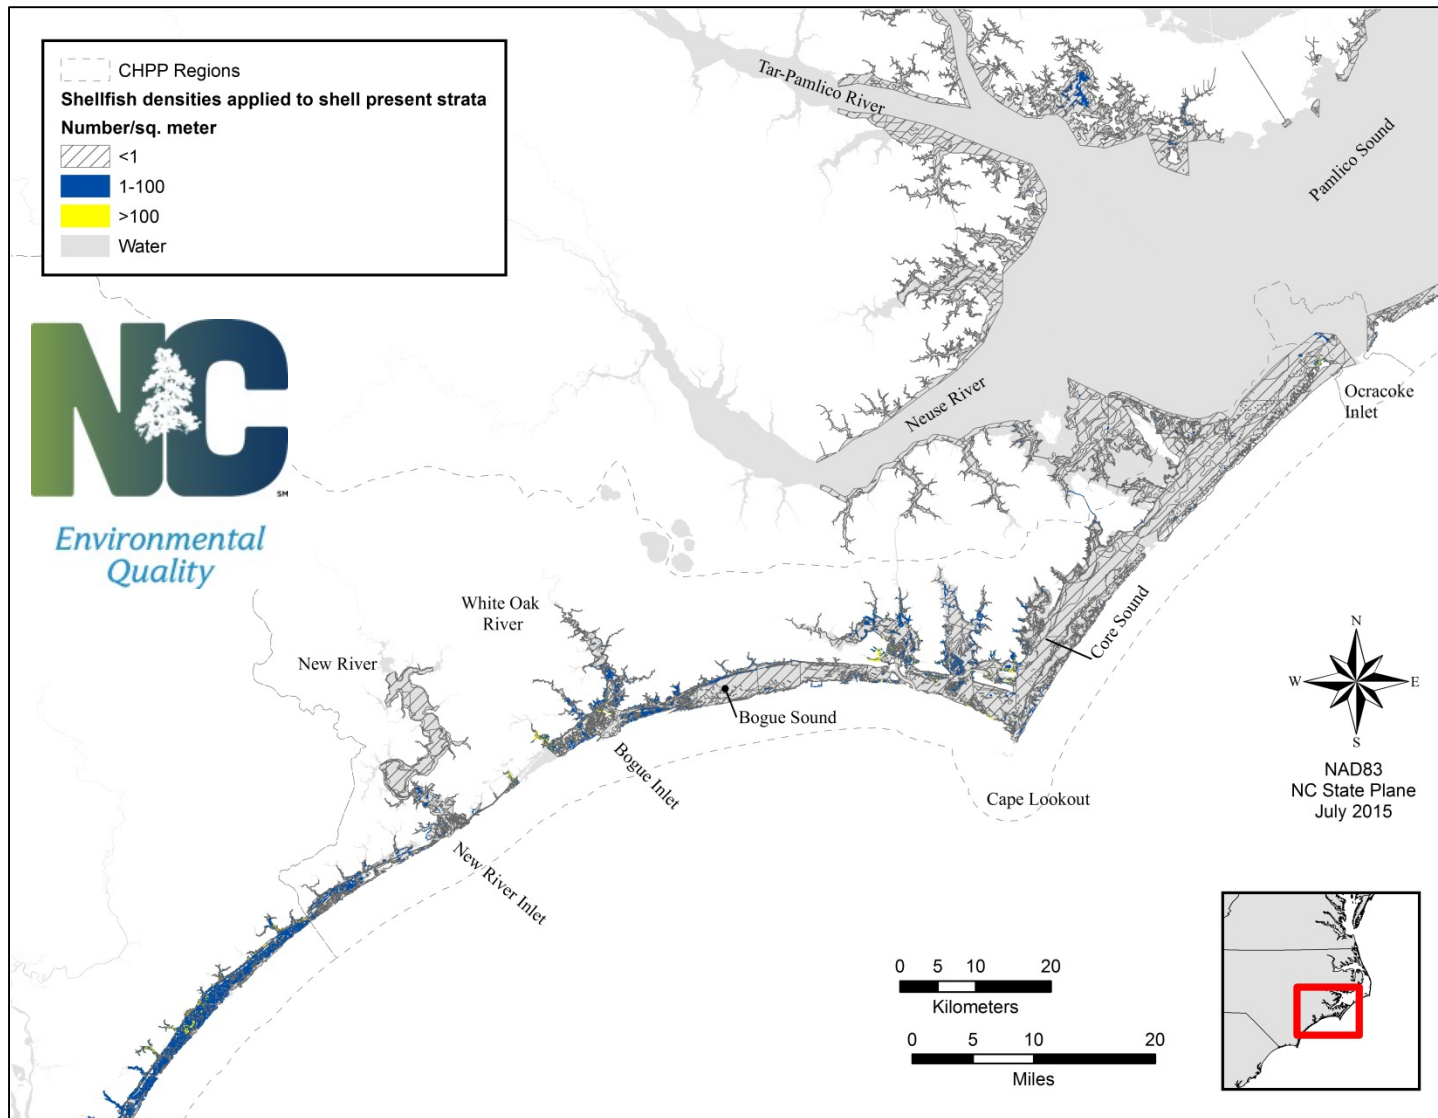 CHPP Regions
Shellfish densities applied to shell present strata
Number/sq. meter
<1
1-100
>100
Water
NC
SM
Environmental
Quality
Tar-Pamlico River
Pamlico Sound
Neuse River
Ocracoke
Inlet
White Oak
River
New River
Core Sound
Bogue Sound
Bogue Inlet
Cape Lookout
New River Inlet
N
W
E
S
NAD83
NC State Plane
July 2015
0 5 10 20
Kilometers
0 5 10 20
Miles